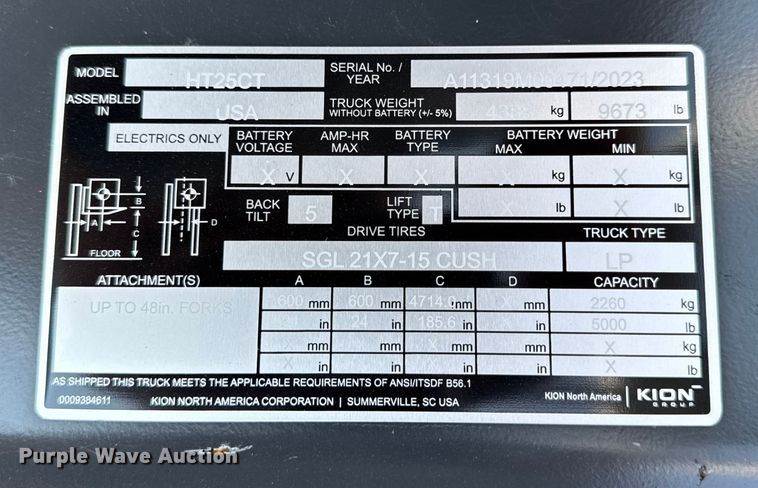 MODEL HT25CT SERIAL No. / YEAR
ASSEMBLED IN USA TRUCK WEIGHT WITHOUT BATTERY (+/- 5%) kg 9673 lb
ELECTRICS ONLY BATTERY VOLTAGE AMP-HR MAX BATTERY TYPE BATTERY WEIGHT MAX MIN
X V X X X kg X kg
X lb X lb
BACK TILT 5 LIFT TYPE T
A B C D FLOOR
DRIVE TIRES TRUCK TYPE
SGL 21X7-15 CUSH LP
ATTACHMENT(S) A B C D CAPACITY
UP TO 48in. FORKS 600 mm 600 mm 4714.0 mm X mm 2260 kg
in 24 in 185.6 in X in 5000 lb
mm X mm X mm X mm X kg
X in X in X in X in X lb
AS SHIPPED THIS TRUCK MEETS THE APPLICABLE REQUIREMENTS OF ANSI/ITSDF B56.1
0009384611 KION NORTH AMERICA CORPORATION | SUMMERVILLE, SC USA
KION North America | KION GROUP
Purple Wave Auction